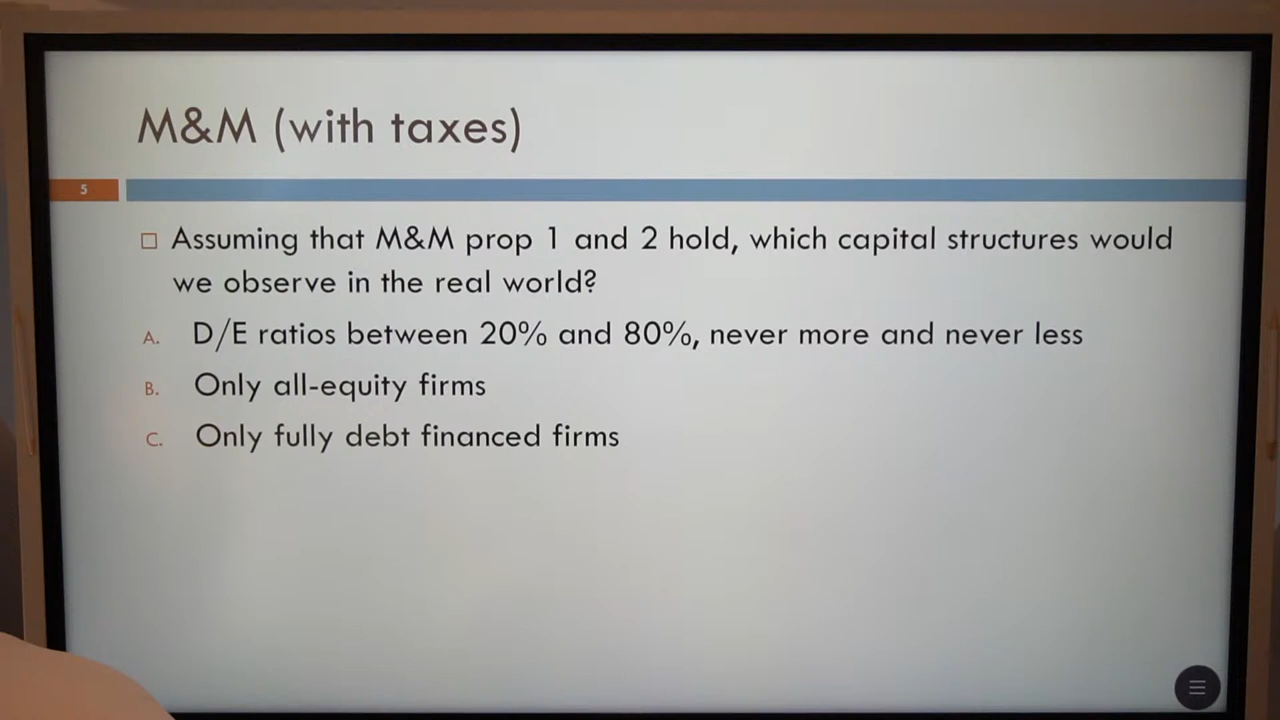 M&M (with taxes)
5
□ Assuming that M&M prop 1 and 2 hold, which capital structures would
we observe in the real world?
A. D/E ratios between 20% and 80%, never more and never less
B. Only all-equity firms
C. Only fully debt financed firms